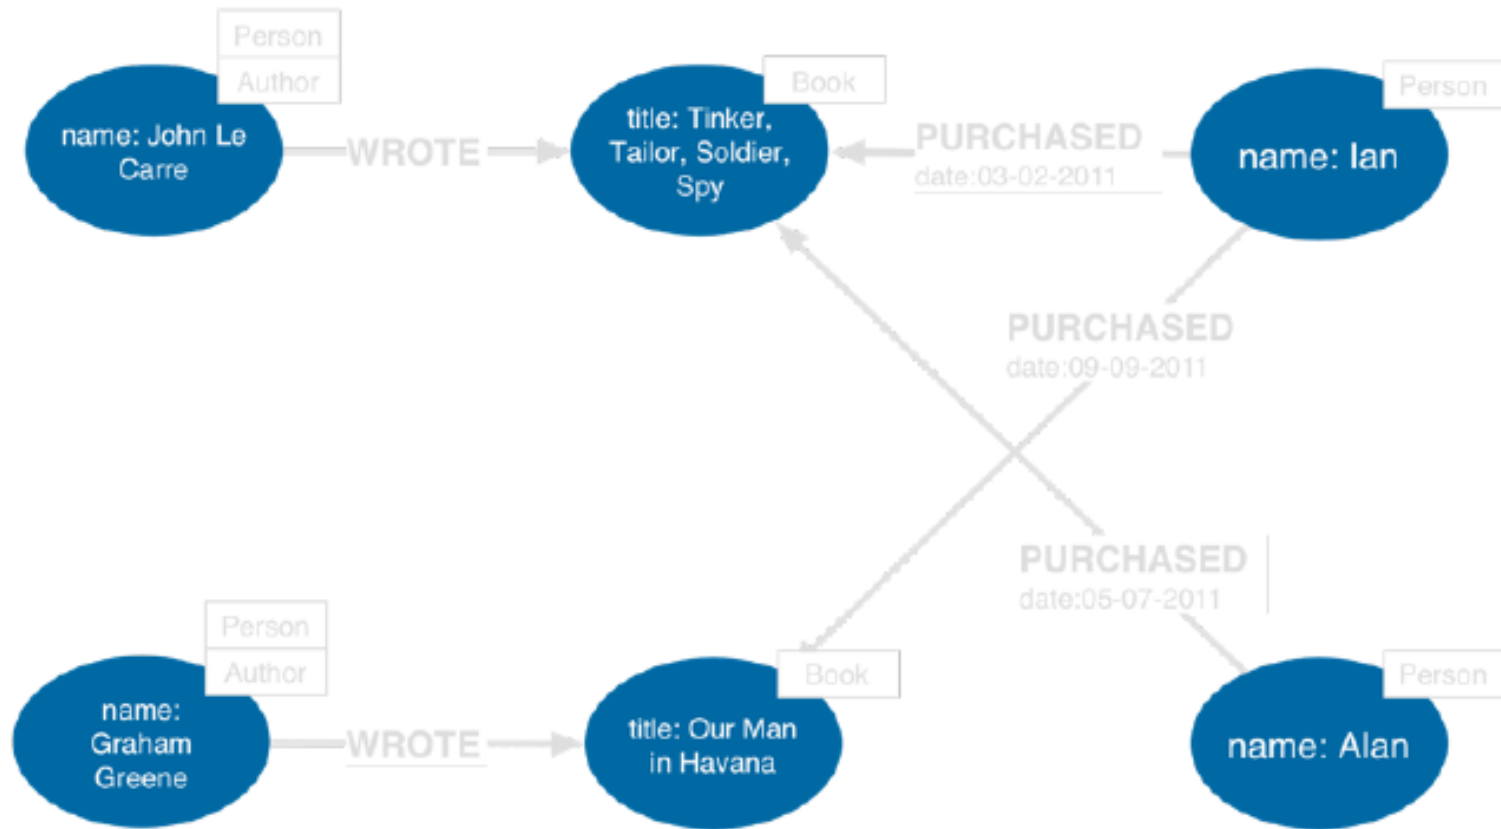 Person
Author
name: John Le
Carre
WROTE
Book
title: Tinker,
Tailor, Soldier,
Spy
PURCHASED
date:03-02-2011
Person
name: Ian
PURCHASED
date:09-09-2011
PURCHASED
date:05-07-2011
Person
Author
name:
Graham
Greene
WROTE
Book
title: Our Man
in Havana
Person
name: Alan